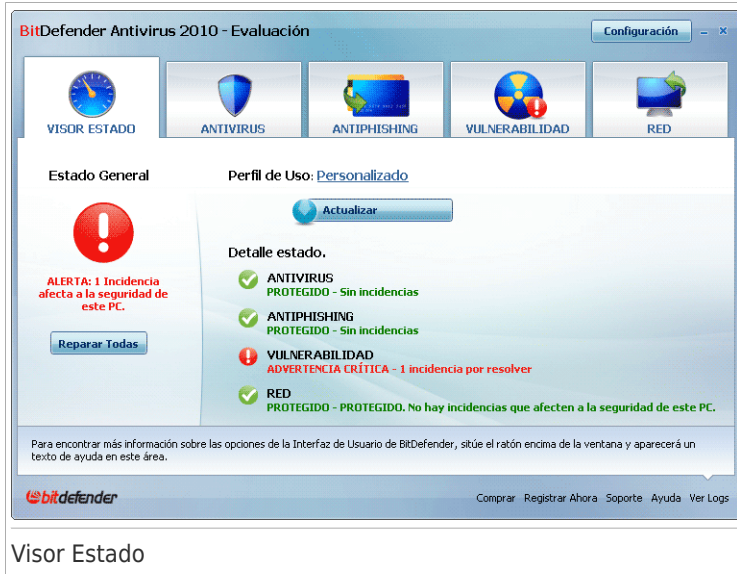 BitDefender Antivirus 2010 - Evaluación
Configuración
VISOR ESTADO
ANTIVIRUS
ANTIPHISHING
VULNERABILIDAD
RED
Estado General
ALERTA: 1 Incidencia
afecta a la seguridad de
este PC.
Reparar Todas
Perfil de Uso: Personalizado
Actualizar
Detalle estado.
ANTIVIRUS
PROTEGIDO - Sin incidencias
ANTIPHISHING
PROTEGIDO - Sin incidencias
VULNERABILIDAD
ADVERTENCIA CRÍTICA - 1 incidencia por resolver
RED
PROTEGIDO - PROTEGIDO. No hay incidencias que afecten a la seguridad de este PC.
Para encontrar más información sobre las opciones de la Interfaz de Usuario de BitDefender, sitúe el ratón encima de la ventana y aparecerá un
texto de ayuda en este área.
bitdefender
Comprar Registrar Ahora Soporte Ayuda Ver Logs
Visor Estado